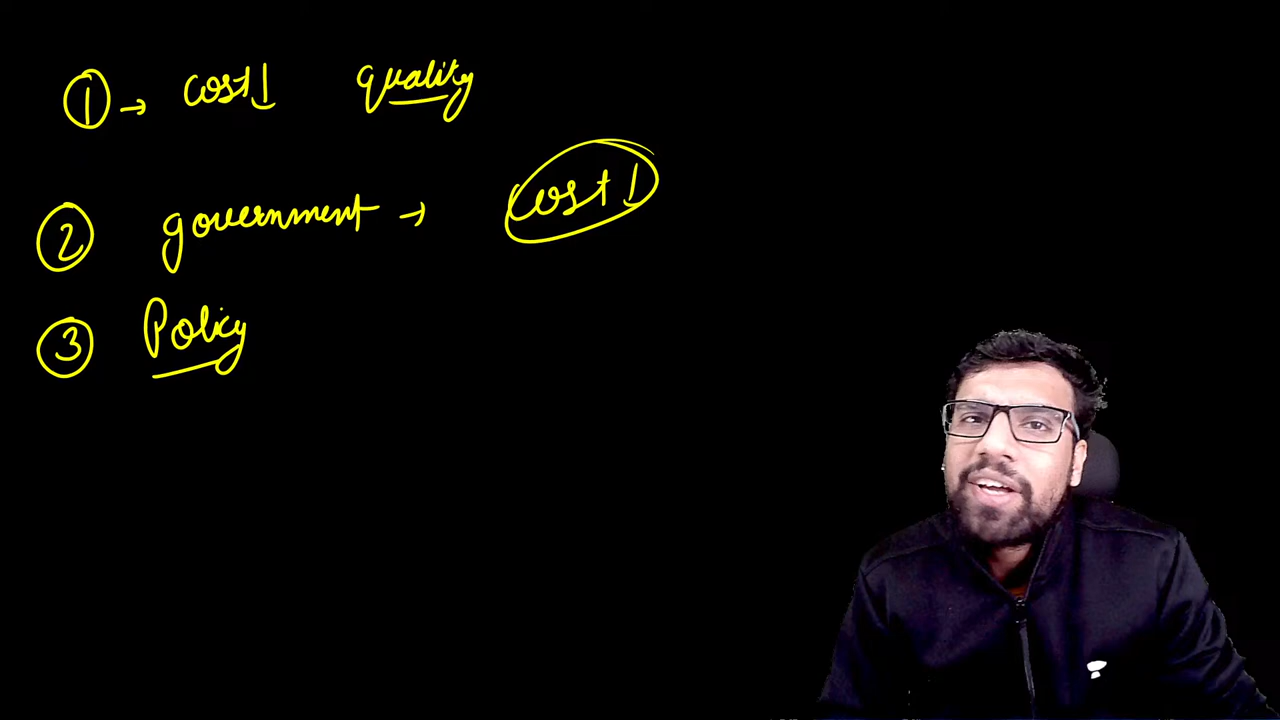 ① → cost↓ quality
② government → cost↓
③ Policy